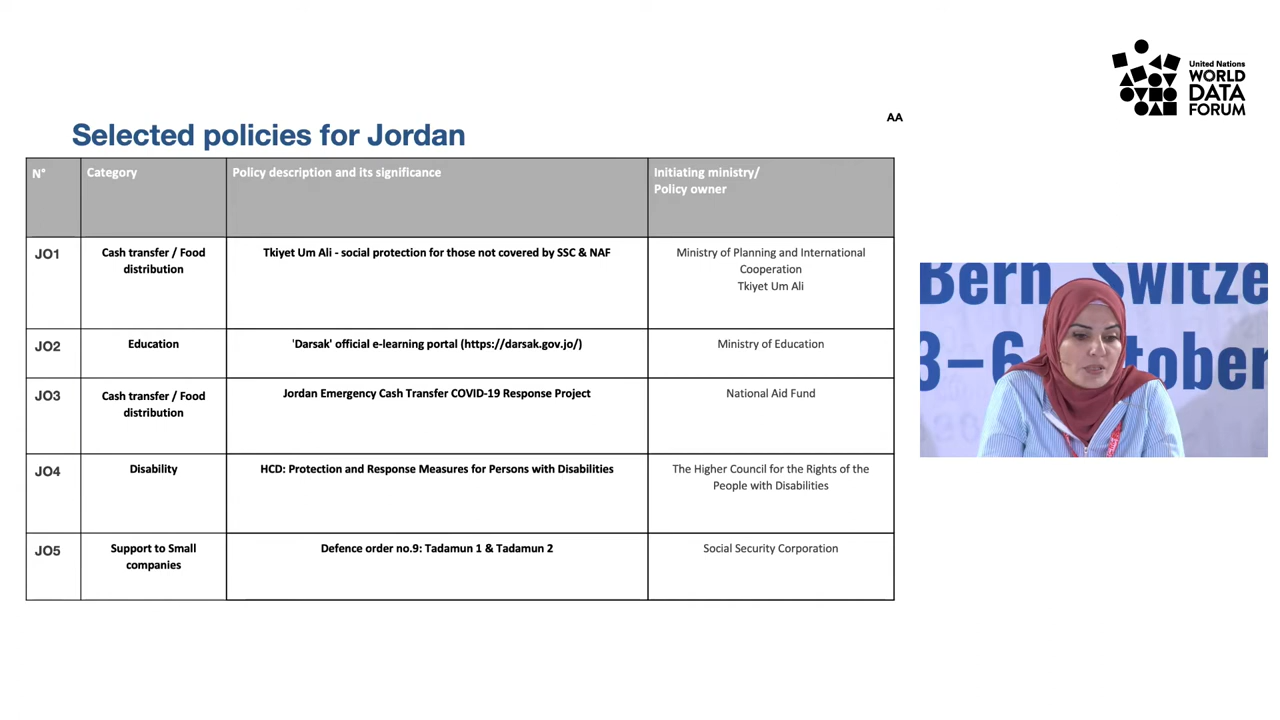 United Nations
WORLD
DATA
FORUM
AA
Selected policies for Jordan
N°
Category
Policy description and its significance
Initiating ministry/
Policy owner
JO1
Cash transfer / Food
distribution
Tkiyet Um Ali - social protection for those not covered by SSC & NAF
Ministry of Planning and International
Cooperation
Tkiyet Um Ali
JO2
Education
'Darsak' official e-learning portal (https://darsak.gov.jo/)
Ministry of Education
JO3
Cash transfer / Food
distribution
Jordan Emergency Cash Transfer COVID-19 Response Project
National Aid Fund
JO4
Disability
HCD: Protection and Response Measures for Persons with Disabilities
The Higher Council for the Rights of the
People with Disabilities
JO5
Support to Small
companies
Defence order no.9: Tadamun 1 & Tadamun 2
Social Security Corporation
Bern, Switze
3–6 October